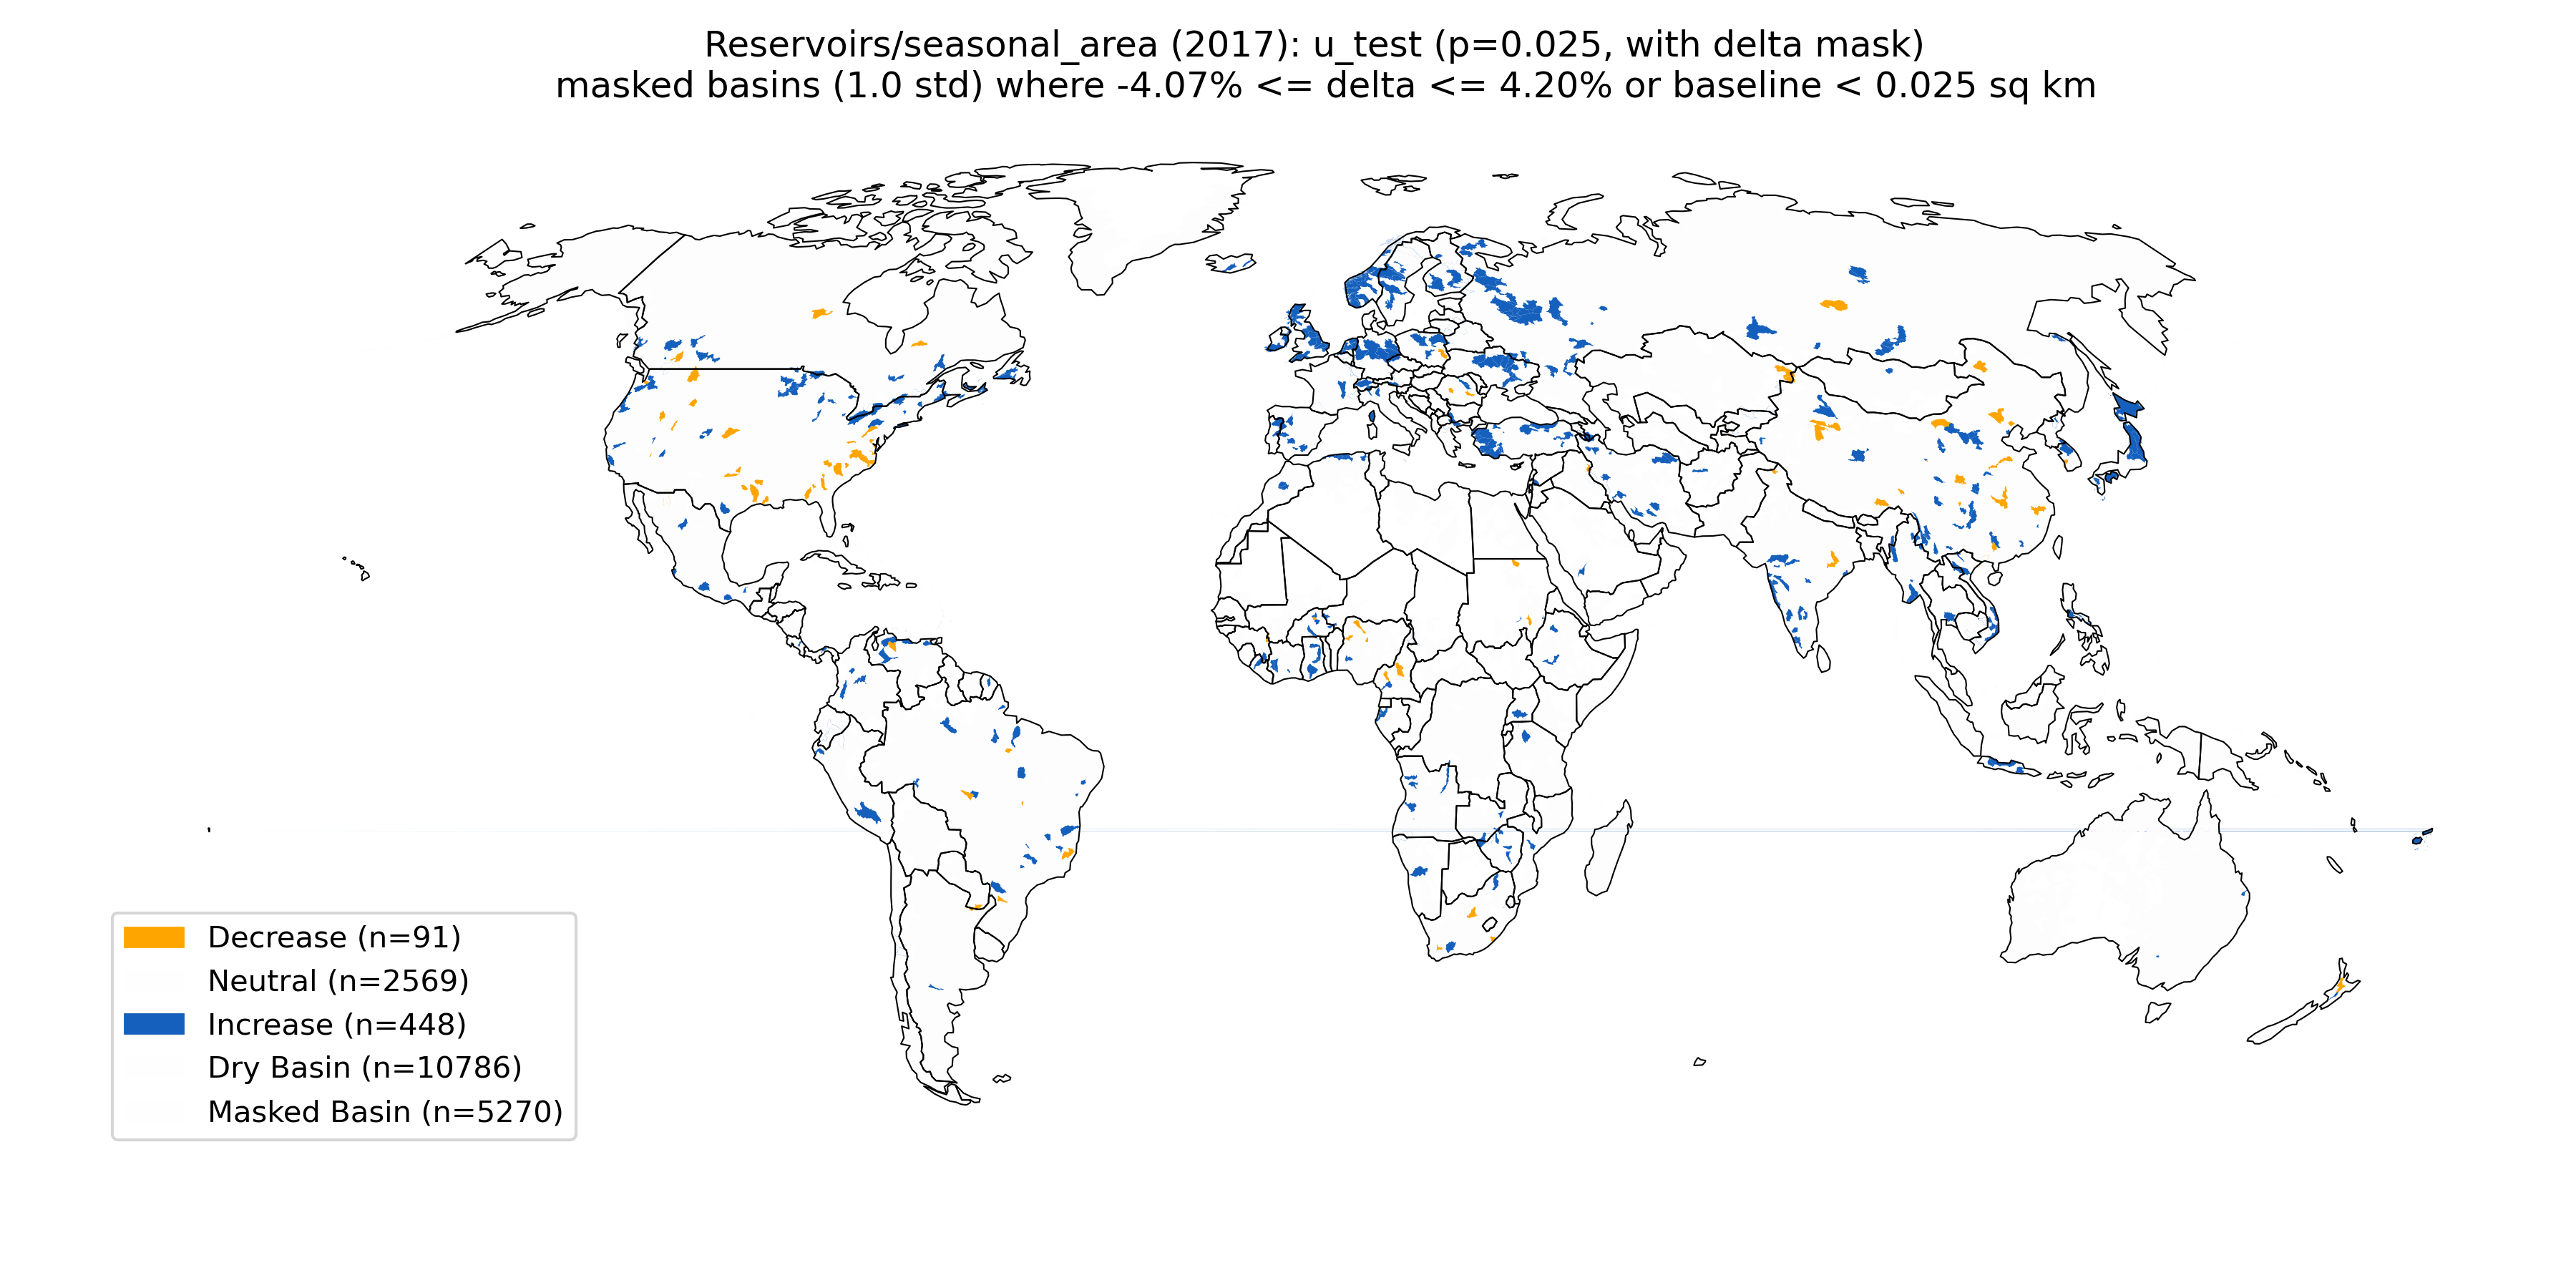 Reservoirs/seasonal_area (2017): u_test (p=0.025, with delta mask)
masked basins (1.0 std) where -4.07% <= delta <= 4.20% or baseline < 0.025 sq km
Decrease (n=91)
Neutral (n=2569)
Increase (n=448)
Dry Basin (n=10786)
Masked Basin (n=5270)